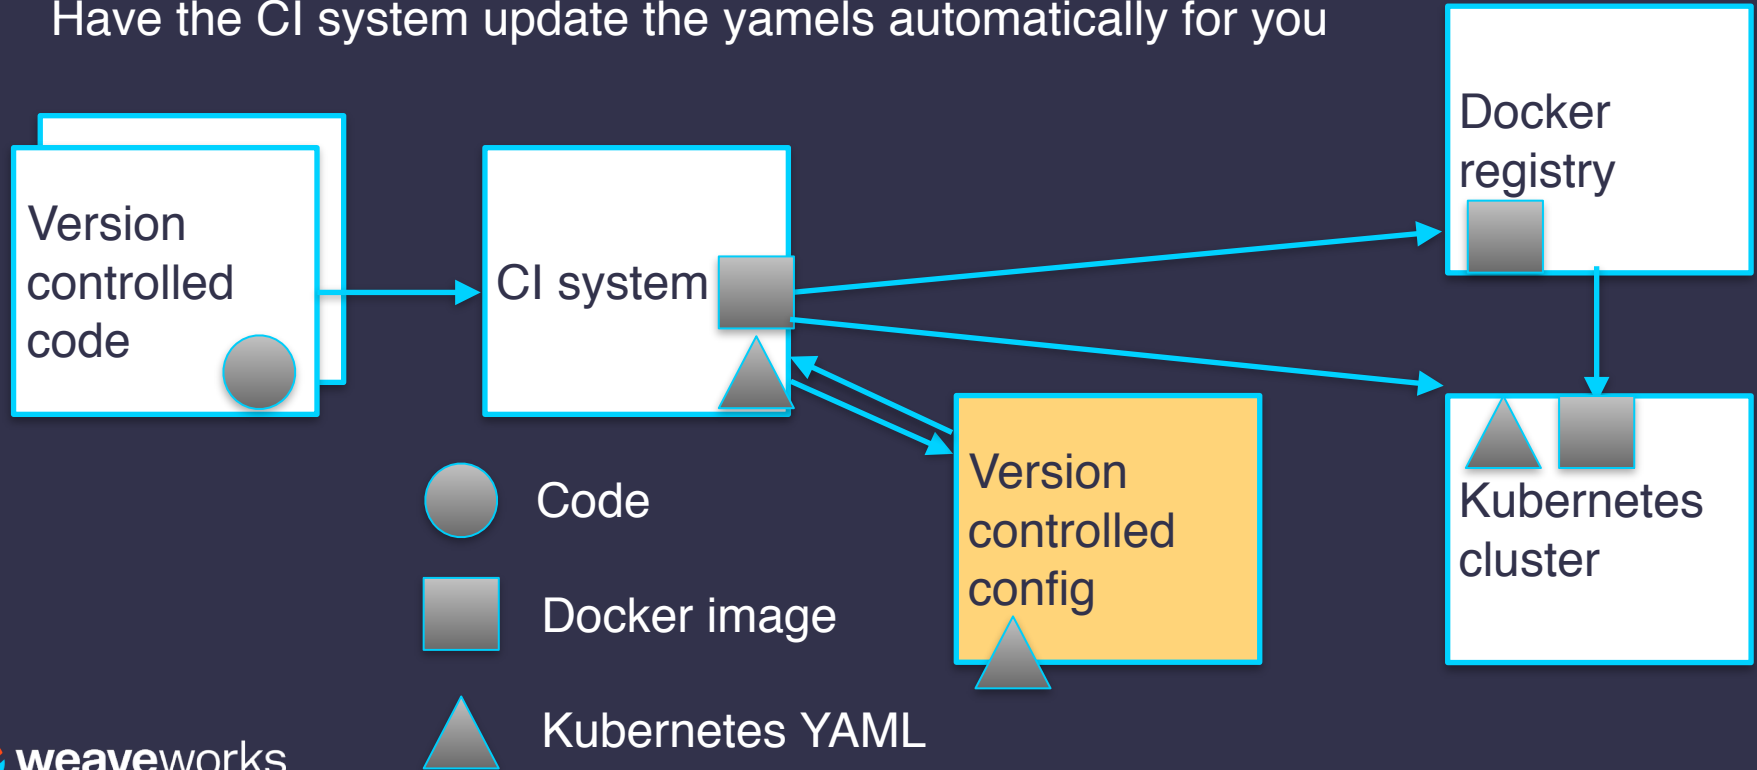 Have the CI system update the yamels automatically for you
Docker
registry
Version
controlled
code
CI system
Version
controlled
config
Kubernetes
cluster
Code
Docker image
Kubernetes YAML
weaveworks